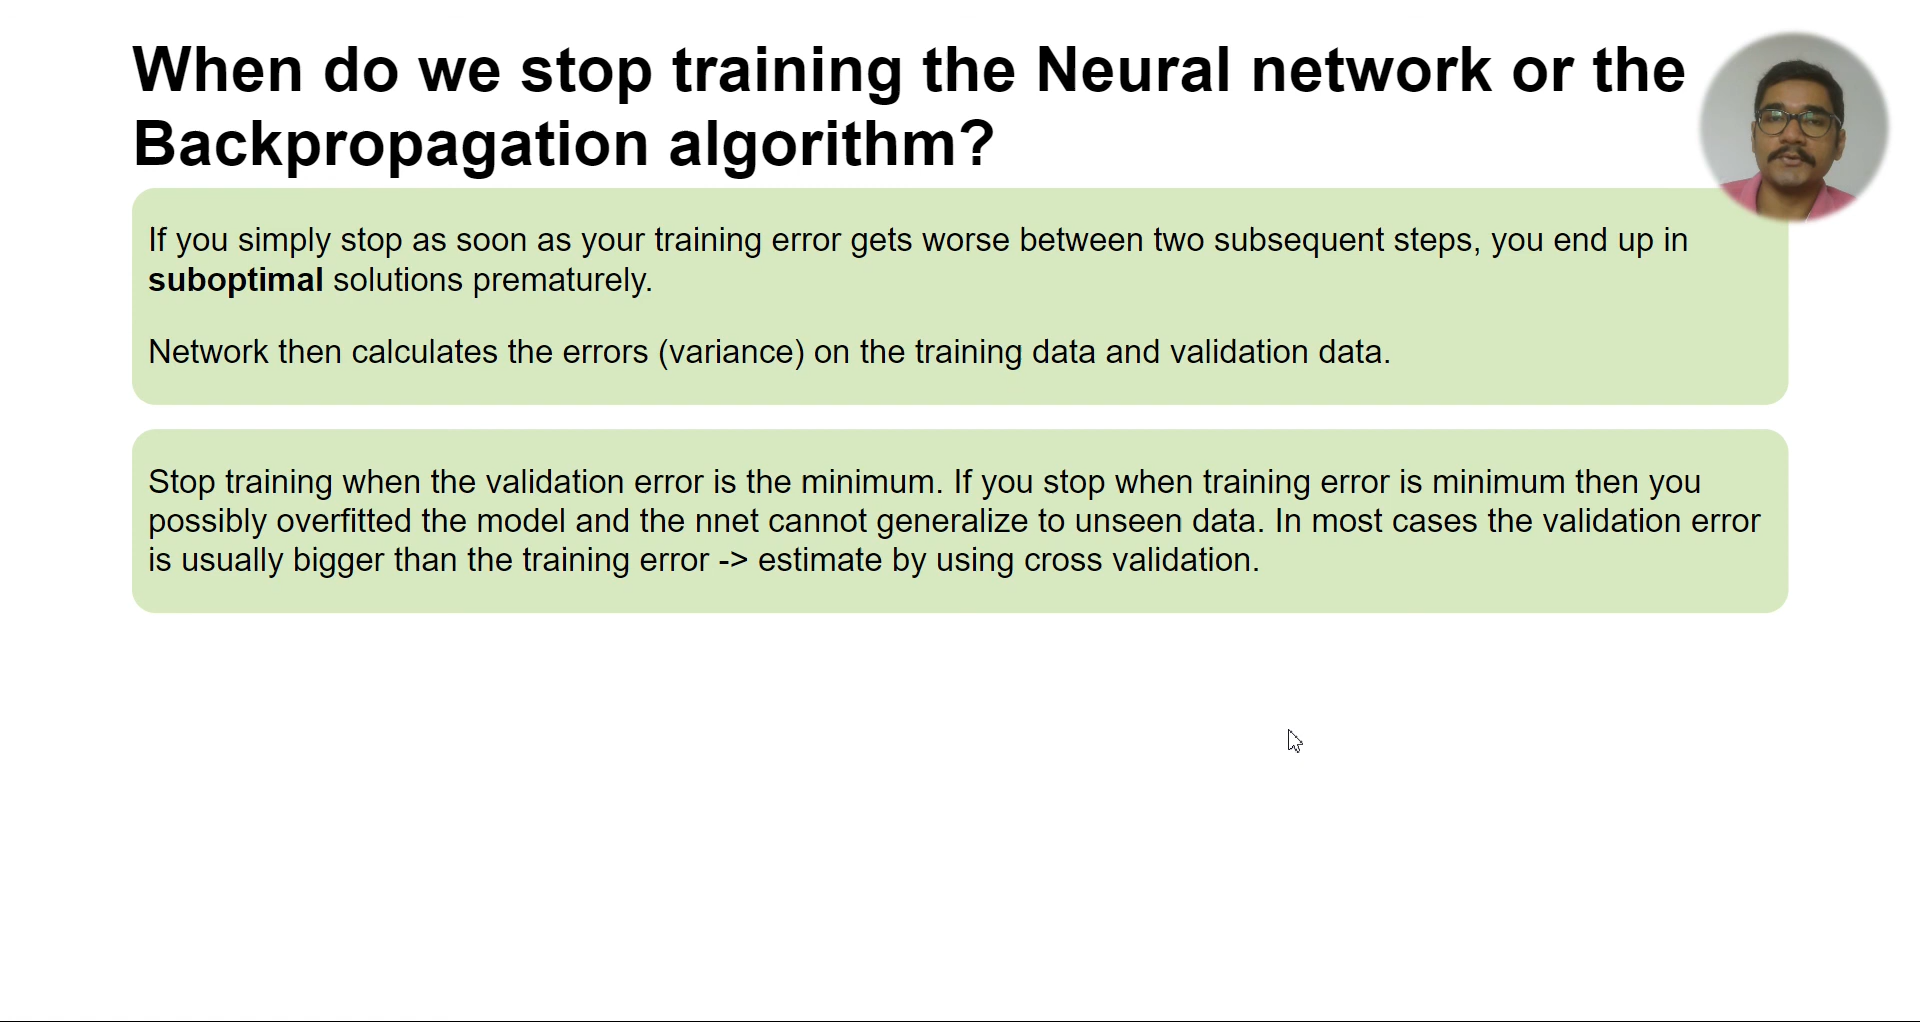 When do we stop training the Neural network or the
Backpropagation algorithm?
If you simply stop as soon as your training error gets worse between two subsequent steps, you end up in
suboptimal solutions prematurely.
Network then calculates the errors (variance) on the training data and validation data.
Stop training when the validation error is the minimum. If you stop when training error is minimum then you
possibly overfitted the model and the nnet cannot generalize to unseen data. In most cases the validation error
is usually bigger than the training error -> estimate by using cross validation.